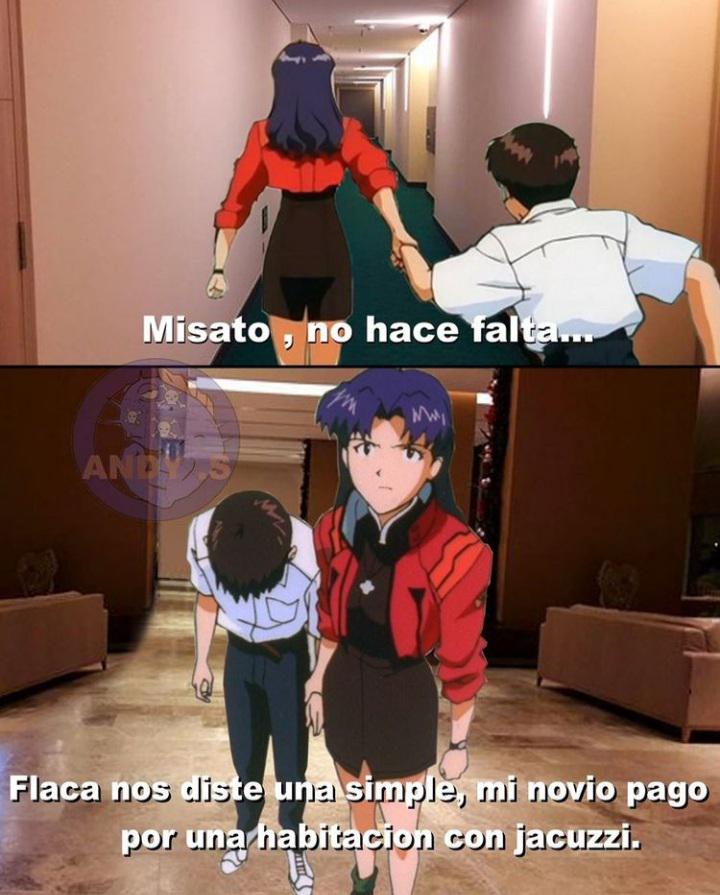 Misato , no hace falta...
ANDY .S
Flaca nos diste una simple, mi novio pago
por una habitacion con jacuzzi.